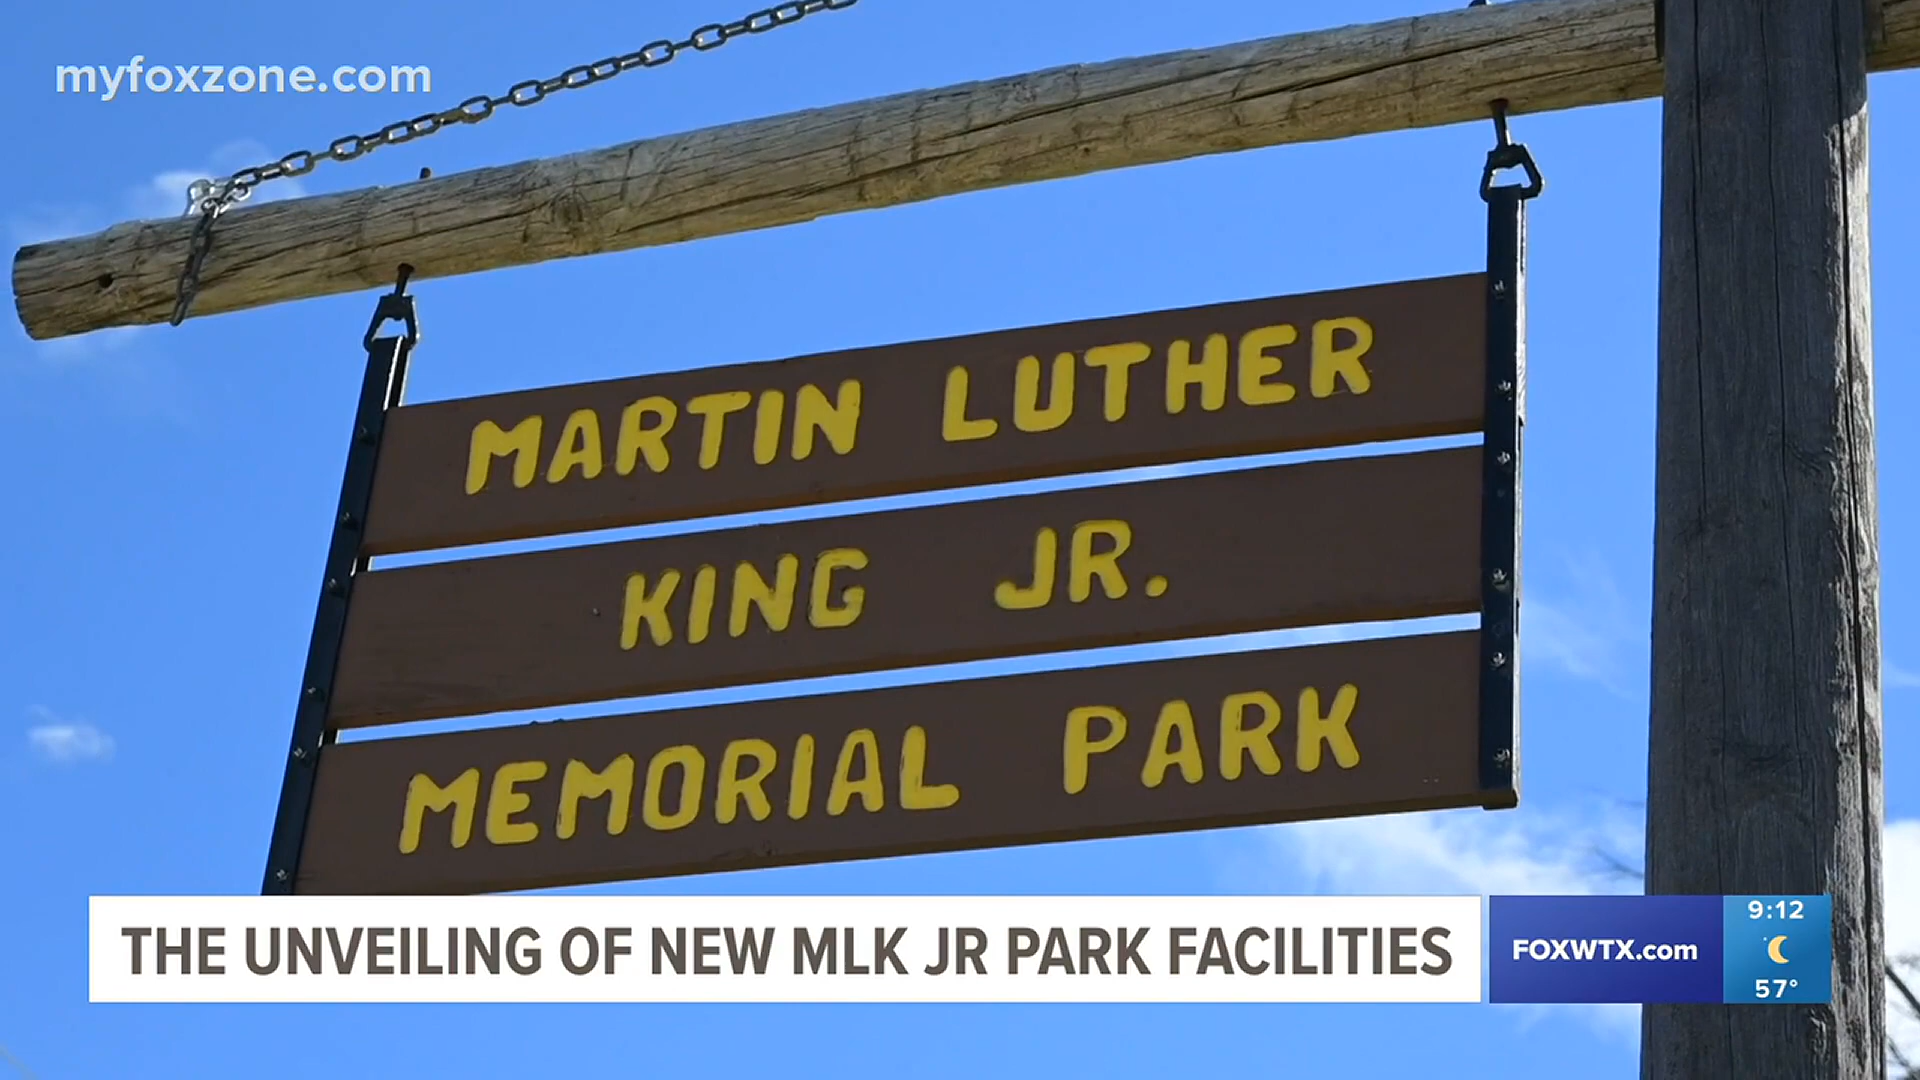 myfoxzone.com
MARTIN LUTHER
KING JR.
MEMORIAL PARK
THE UNVEILING OF NEW MLK JR PARK FACILITIES
FOXWTX.com
9:12
57°